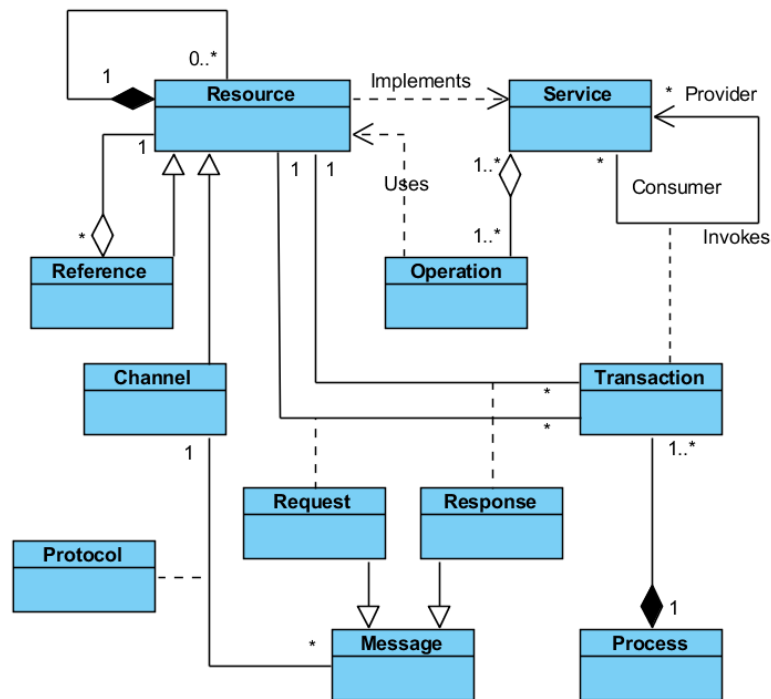 0..*
1
Resource
Implements
Service
* Provider
1
1
1
Uses
1..*
*
Consumer
*
1..*
Invokes
Reference
Operation
Channel
*
Transaction
*
1
1..*
Request
Response
Protocol
1
*
Message
Process